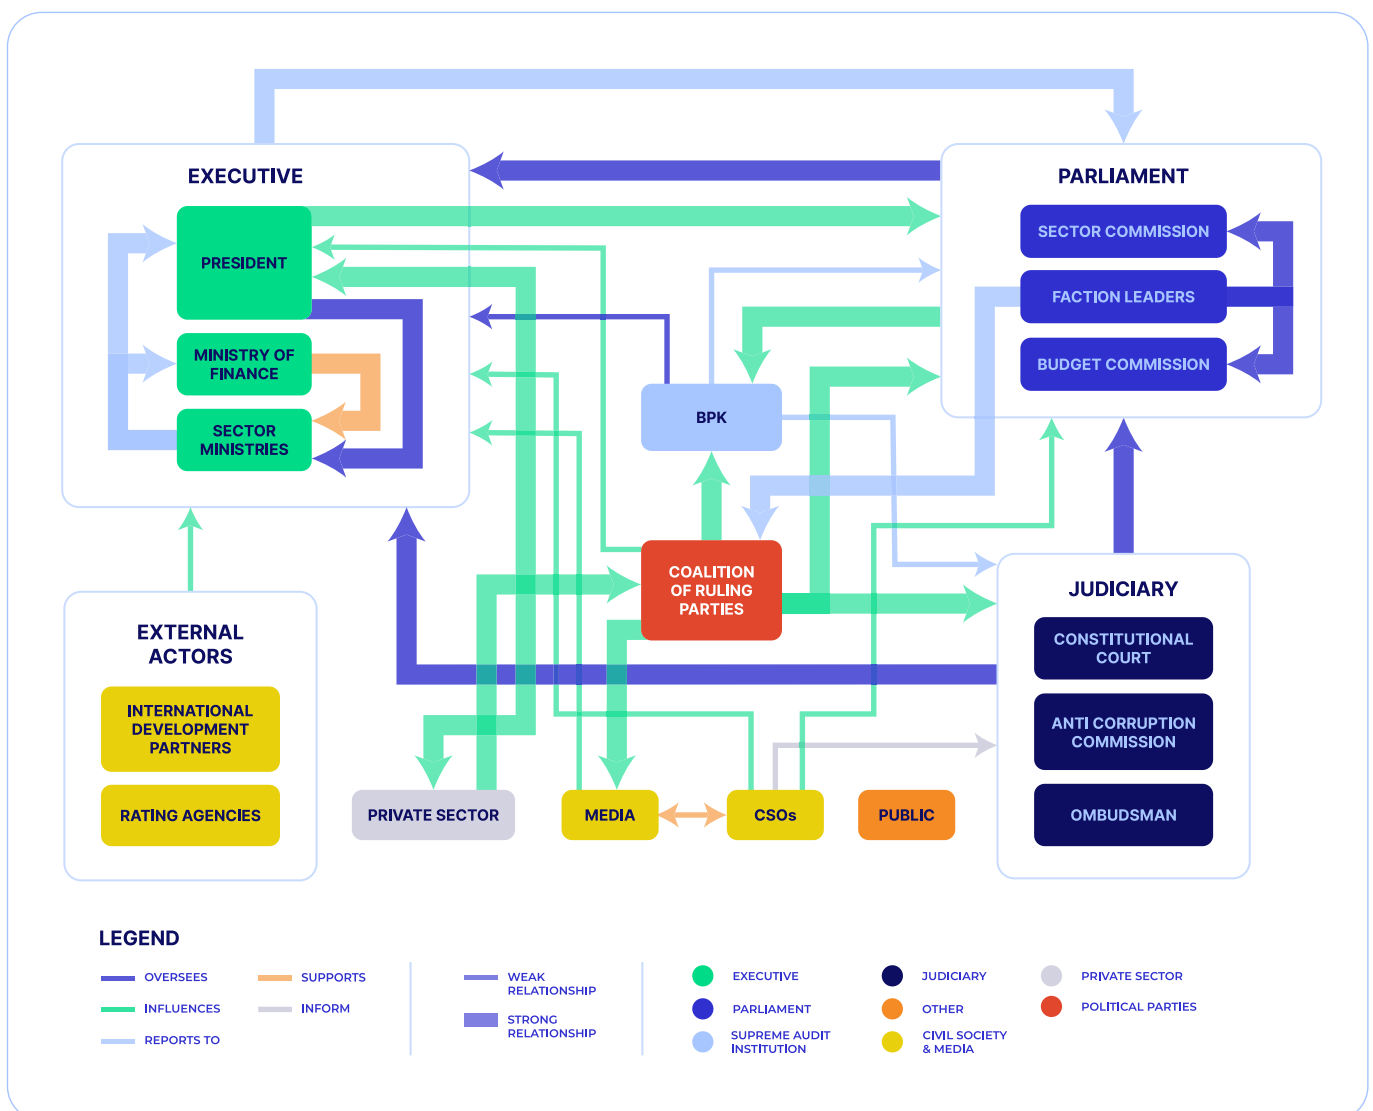 EXECUTIVE
PRESIDENT
MINISTRY OF
FINANCE
SECTOR
MINISTRIES
PARLIAMENT
SECTOR COMMISSION
FACTION LEADERS
BUDGET COMMISSION
BPK
COALITION
OF RULING
PARTIES
EXTERNAL
ACTORS
INTERNATIONAL
DEVELOPMENT
PARTNERS
RATING AGENCIES
JUDICIARY
CONSTITUTIONAL
COURT
ANTI CORRUPTION
COMMISSION
OMBUDSMAN
PRIVATE SECTOR
MEDIA
CSOs
PUBLIC
LEGEND
OVERSEES
INFLUENCES
REPORTS TO
SUPPORTS
INFORM
WEAK
RELATIONSHIP
STRONG
RELATIONSHIP
EXECUTIVE
PARLIAMENT
SUPREME AUDIT
INSTITUTION
JUDICIARY
OTHER
CIVIL SOCIETY
& MEDIA
PRIVATE SECTOR
POLITICAL PARTIES